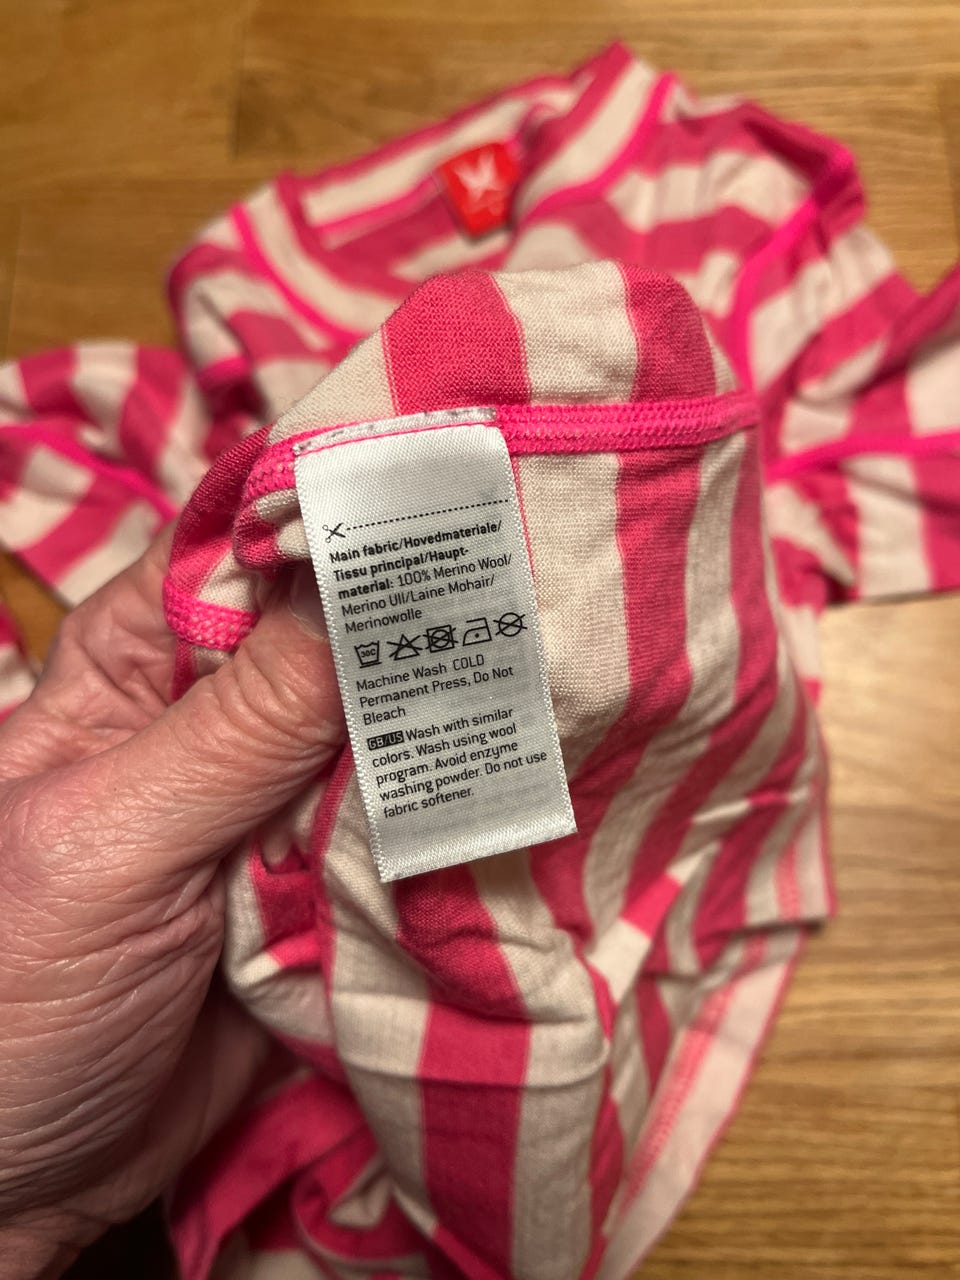 Main fabric/Hovedmateriale/
Tissu principal/Haupt-
material: 100% Merino Wool/
Merino Ull/Laine Mohair/
Merinowolle
30C
Machine Wash COLD
Permanent Press, Do Not
Bleach
GB/US Wash with similar
colors. Wash using wool
program. Avoid enzyme
washing powder. Do not use
fabric softener.